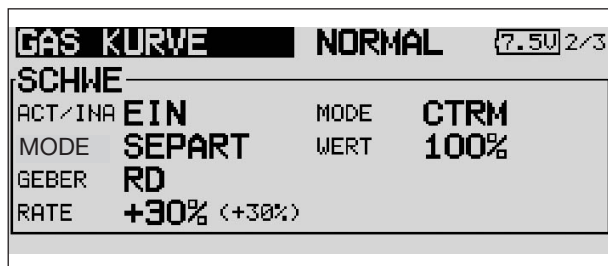 GAS KURVE NORMAL 7.5V 2/3
SCHWE
ACT/INA EIN MODE CTRM
MODE SEPART WERT 100%
GEBER RD
RATE +30% (+30%)